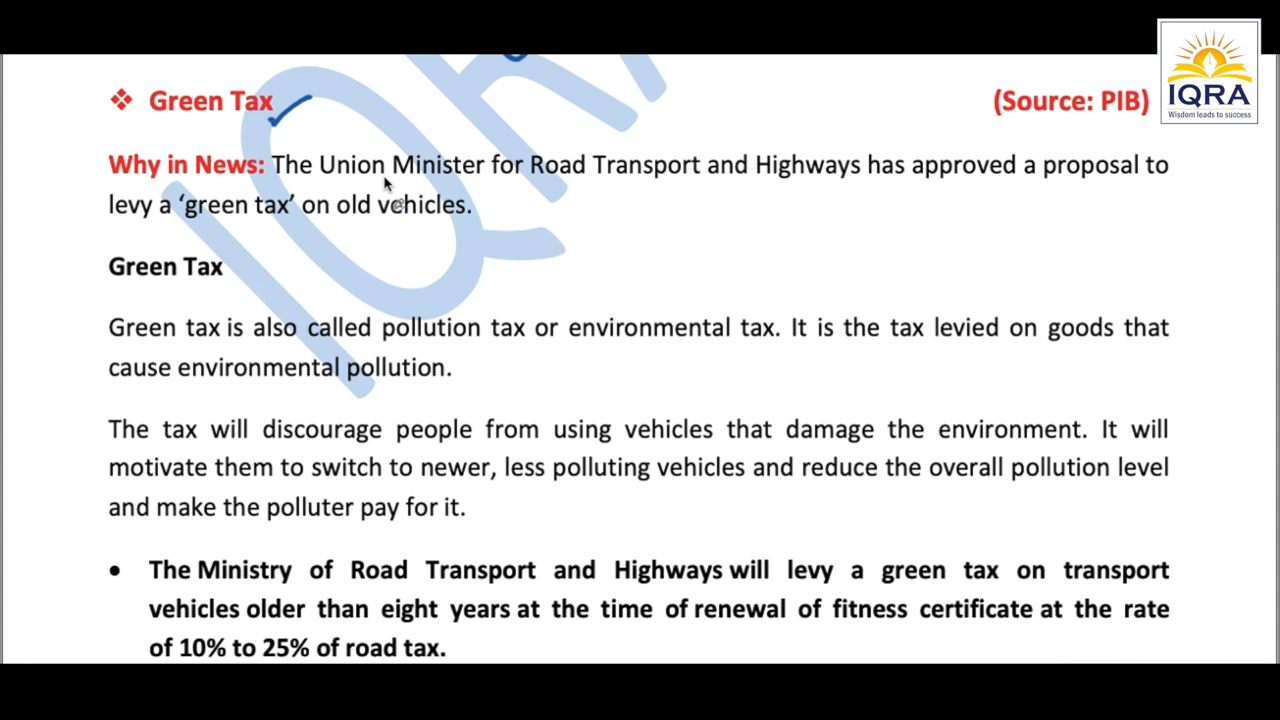 ❖ Green Tax (Source: PIB)
IQRA
Wisdom leads to success
Why in News: The Union Minister for Road Transport and Highways has approved a proposal to
levy a ‘green tax’ on old vehicles.
Green Tax
Green tax is also called pollution tax or environmental tax. It is the tax levied on goods that
cause environmental pollution.
The tax will discourage people from using vehicles that damage the environment. It will
motivate them to switch to newer, less polluting vehicles and reduce the overall pollution level
and make the polluter pay for it.
• The Ministry of Road Transport and Highways will levy a green tax on transport
vehicles older than eight years at the time of renewal of fitness certificate at the rate
of 10% to 25% of road tax.
IQRA